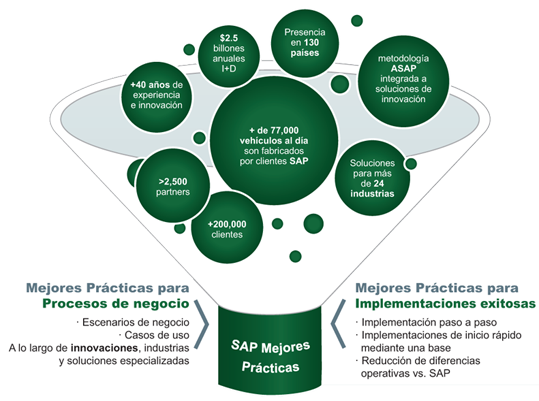 $2.5
billones
anuales
I+D
Presencia
en 130
países
metodología
ASAP
integrada a
soluciones de
innovación
+40 años de
experiencia
e innovación
+ de 77,000
vehículos al día
son fabricados
por clientes SAP
Soluciones
para más
de 24
industrias
>2,500
partners
+200,000
clientes
Mejores Prácticas para
Procesos de negocio
· Escenarios de negocio
· Casos de uso
A lo largo de innovaciones, industrias
y soluciones especializadas
SAP Mejores
Prácticas
Mejores Prácticas para
Implementaciones exitosas
· Implementación paso a paso
· Implementaciones de inicio rápido
mediante una base
· Reducción de diferencias
operativas vs. SAP